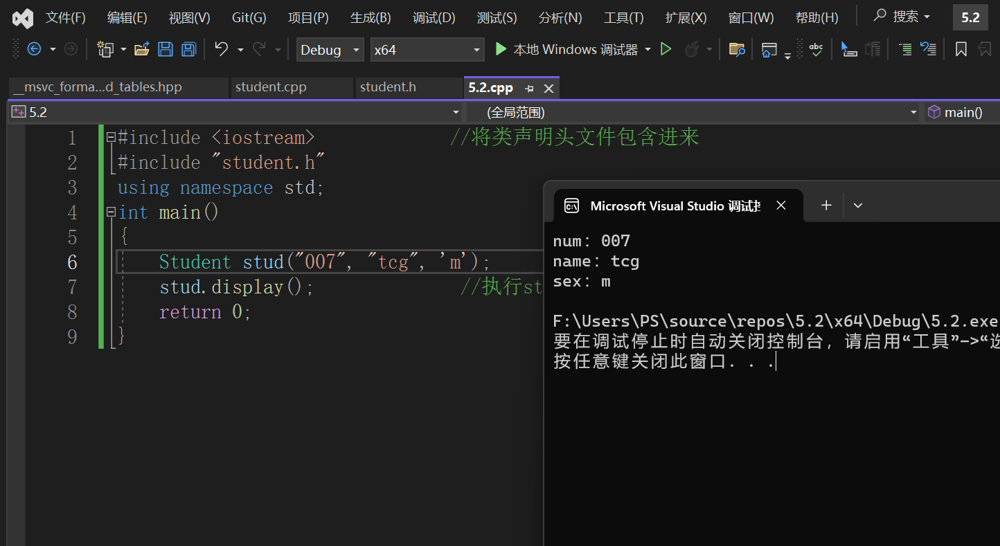 文件(F) 编辑(E) 视图(V) Git(G) 项目(P) 生成(B) 调试(D) 测试(S) 分析(N) 工具(T) 扩展(X) 窗口(W) 帮助(H) 搜索 5.2
Debug x64 本地 Windows 调试器 abc
__msvc_forma...d_tables.hpp student.cpp student.h 5.2.cpp
5.2 (全局范围) main()
1 #include <iostream> //将类声明头文件包含进来
2 #include "student.h"
3 using namespace std;
4 int main()
5 {
6 Student stud("007", "tcg", 'm');
7 stud.display(); //执行st
8 return 0;
9 }
Microsoft Visual Studio 调试
num: 007
name: tcg
sex: m
F:\Users\PS\source\repos\5.2\x64\Debug\5.2.exe
要在调试停止时自动关闭控制台, 请启用“工具”->“选
按任意键关闭此窗口. . .